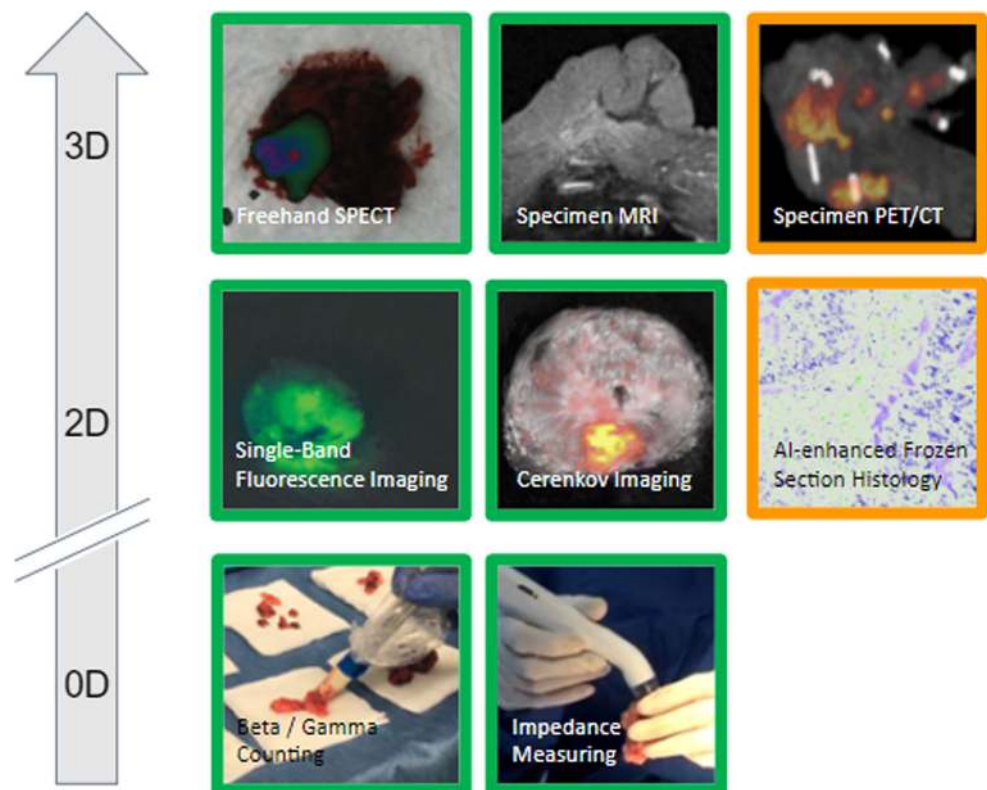 3D
Freehand SPECT
Specimen MRI
Specimen PET/CT
2D
Single-Band
Fluorescence Imaging
Cerenkov Imaging
AI-enhanced Frozen
Section Histology
0D
Beta / Gamma
Counting
Impedance
Measuring